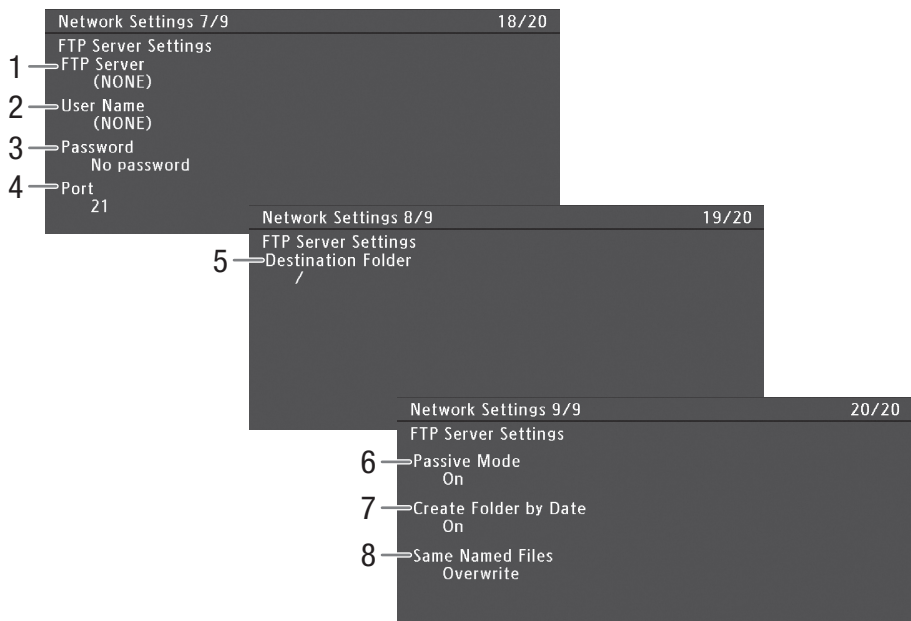 Network Settings 7/9 18/20
FTP Server Settings
1 FTP Server
(NONE)
2 User Name
(NONE)
3 Password
No password
4 Port
21
Network Settings 8/9 19/20
FTP Server Settings
5 Destination Folder
/
Network Settings 9/9 20/20
FTP Server Settings
6 Passive Mode
On
7 Create Folder by Date
On
8 Same Named Files
Overwrite